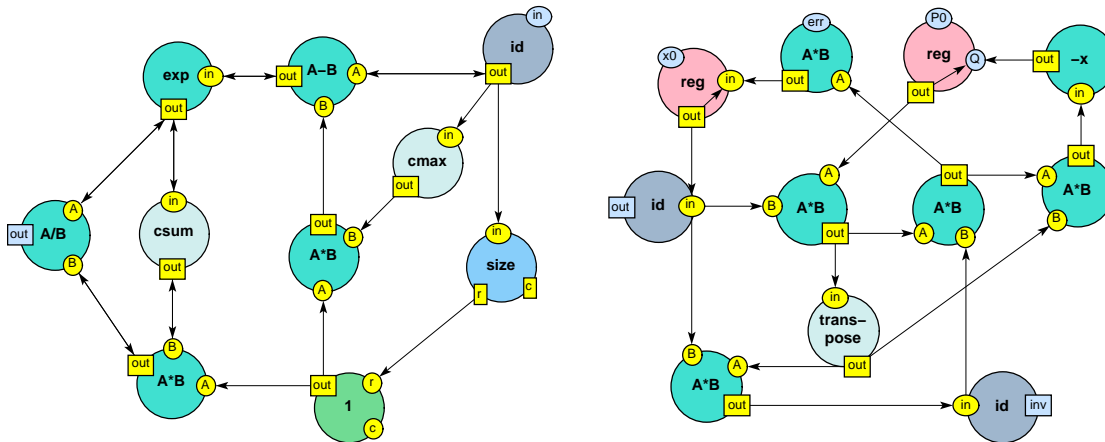 in
id
out
exp
in
out
out
A−B
A
B
in
cmax
out
A
out
A/B
B
in
csum
out
out
B
A*B
A
in
size
r
c
B
out
A*B
A
out
r
1
c
x0
reg
in
out
err
A*B
out
A
P0
reg
Q
out
out
−x
in
out
id
in
A
B
A*B
out
out
A*B
A
B
out
A
A*B
B
in
trans−
pose
out
B
A
A*B
out
in
id
inv